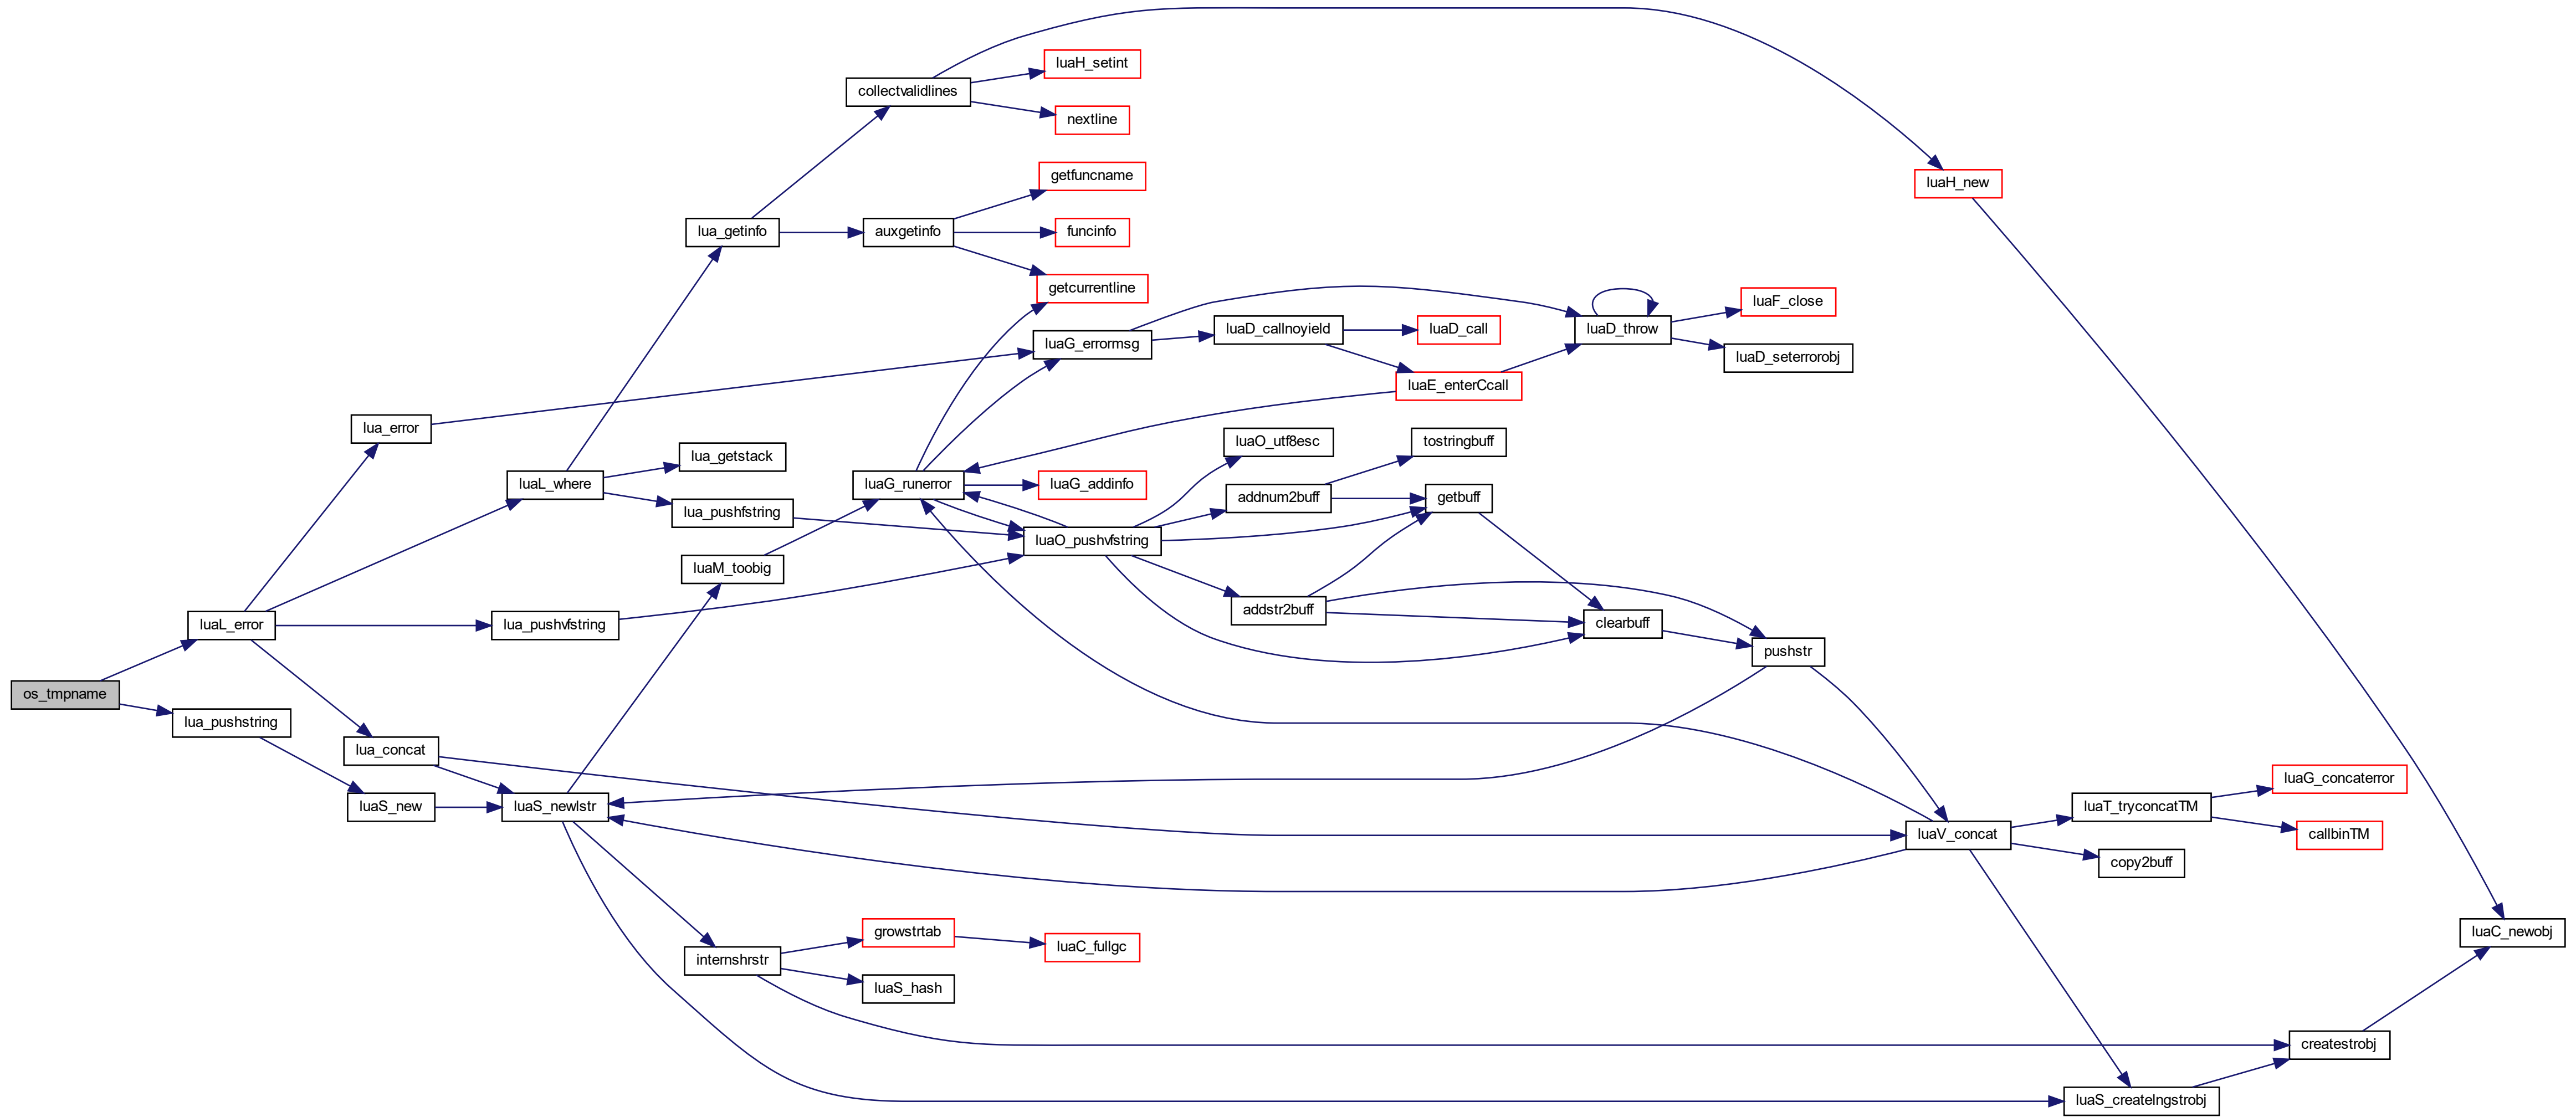 collectvalidlines
luaH_setint
nextline
getfuncname
luaH_new
lua_getinfo
auxgetinfo
funcinfo
getcurrentline
luaG_errormsg
luaD_callnoyield
luaD_call
luaD_throw
luaF_close
luaD_seterrorobj
luaE_enterCcall
lua_error
lua_getstack
luaL_where
lua_pushfstring
luaG_runerror
luaG_addinfo
luaO_utf8esc
tostringbuff
addnum2buff
getbuff
luaO_pushvfstring
luaM_toobig
addstr2buff
clearbuff
pushstr
luaL_error
lua_pushvfstring
os_tmpname
lua_pushstring
lua_concat
luaS_new
luaS_newlstr
luaV_concat
luaT_tryconcatTM
luaG_concaterror
callbinTM
copy2buff
internshrstr
growstrtab
luaC_fullgc
luaS_hash
luaC_newobj
createstrobj
luaS_createlngstrobj